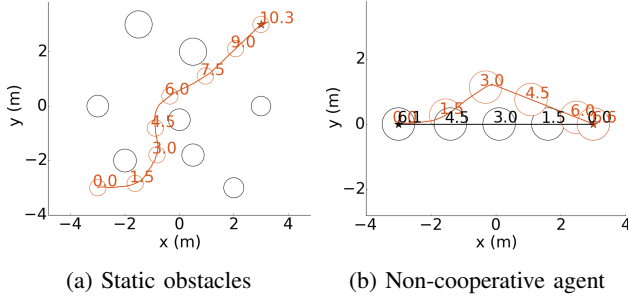 10.3
9.0
7.5
6.0
4.5
3.0
1.5
0.0
2
0
−2
−4
y (m)
−4 −2 0 2 4
x (m)
(a) Static obstacles
3.0
4.5
1.5
6.0
6.1 4.5 3.0 1.5 0.0
2
0
−2
y (m)
−4 −2 0 2 4
x (m)
(b) Non-cooperative agent